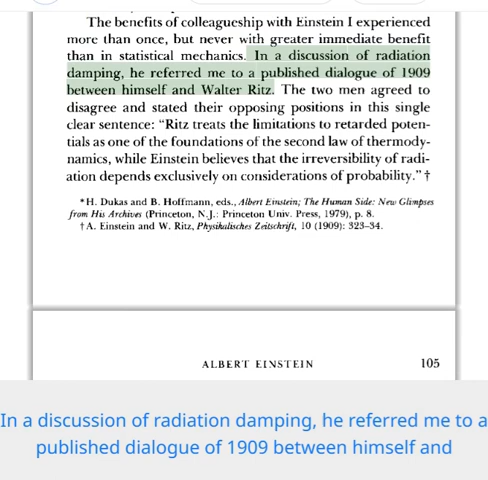 The benefits of colleagueship with Einstein I experienced
more than once, but never with greater immediate benefit
than in statistical mechanics. In a discussion of radiation
damping, he referred me to a published dialogue of 1909
between himself and Walter Ritz. The two men agreed to
disagree and stated their opposing positions in this single
clear sentence: “Ritz treats the limitations to retarded poten-
tials as one of the foundations of the second law of thermody-
namics, while Einstein believes that the irreversibility of radi-
ation depends exclusively on considerations of probability.” †
*H. Dukas and B. Hoffmann, eds., Albert Einstein; The Human Side: New Glimpses
from His Archives (Princeton, N.J.: Princeton Univ. Press, 1979), p. 8.
†A. Einstein and W. Ritz, Physikalisches Zeitschrift, 10 (1909): 323–34.
ALBERT EINSTEIN 105
In a discussion of radiation damping, he referred me to a
published dialogue of 1909 between himself and